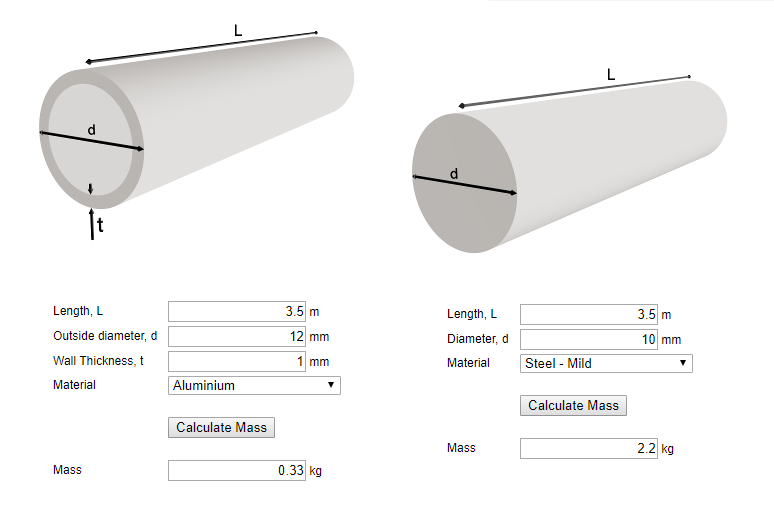 L
d
t
Length, L 3.5 m
Outside diameter, d 12 mm
Wall Thickness, t 1 mm
Material Aluminium
Calculate Mass
Mass 0.33 kg
L
d
Length, L 3.5 m
Diameter, d 10 mm
Material Steel - Mild
Calculate Mass
Mass 2.2 kg